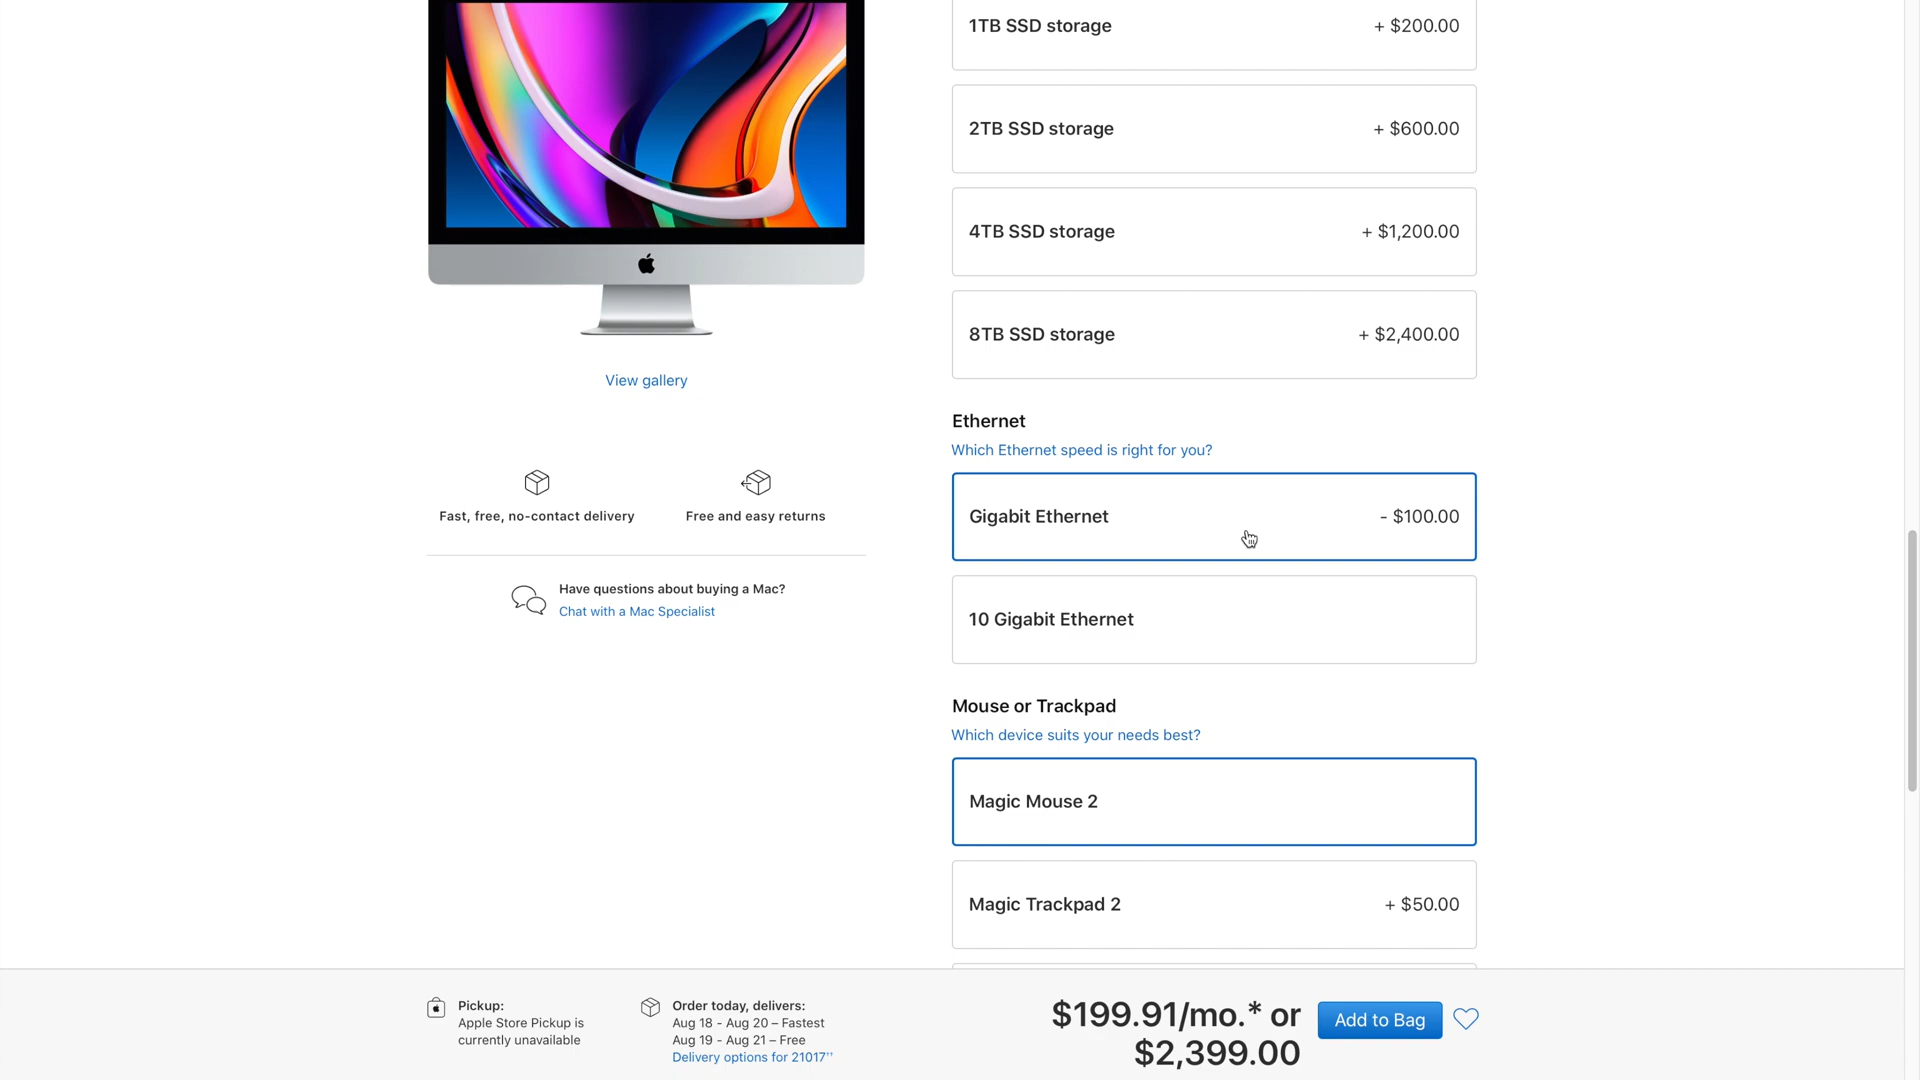 1TB SSD storage + $200.00
2TB SSD storage + $600.00
4TB SSD storage + $1,200.00
8TB SSD storage + $2,400.00
View gallery
Fast, free, no-contact delivery
Free and easy returns
Have questions about buying a Mac?
Chat with a Mac Specialist
Ethernet
Which Ethernet speed is right for you?
Gigabit Ethernet - $100.00
10 Gigabit Ethernet
Mouse or Trackpad
Which device suits your needs best?
Magic Mouse 2
Magic Trackpad 2 + $50.00
Pickup:
Apple Store Pickup is
currently unavailable
Order today, delivers:
Aug 18 - Aug 20 – Fastest
Aug 19 - Aug 21 – Free
Delivery options for 21017¹¹
$199.91/mo.* or
$2,399.00
Add to Bag